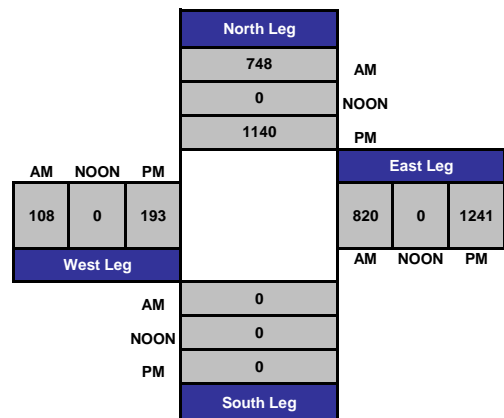 North Leg
748 AM
0 NOON
1140 PM
AM NOON PM East Leg
108 0 193 820 0 1241
West Leg AM NOON PM
AM 0
NOON 0
PM 0
South Leg